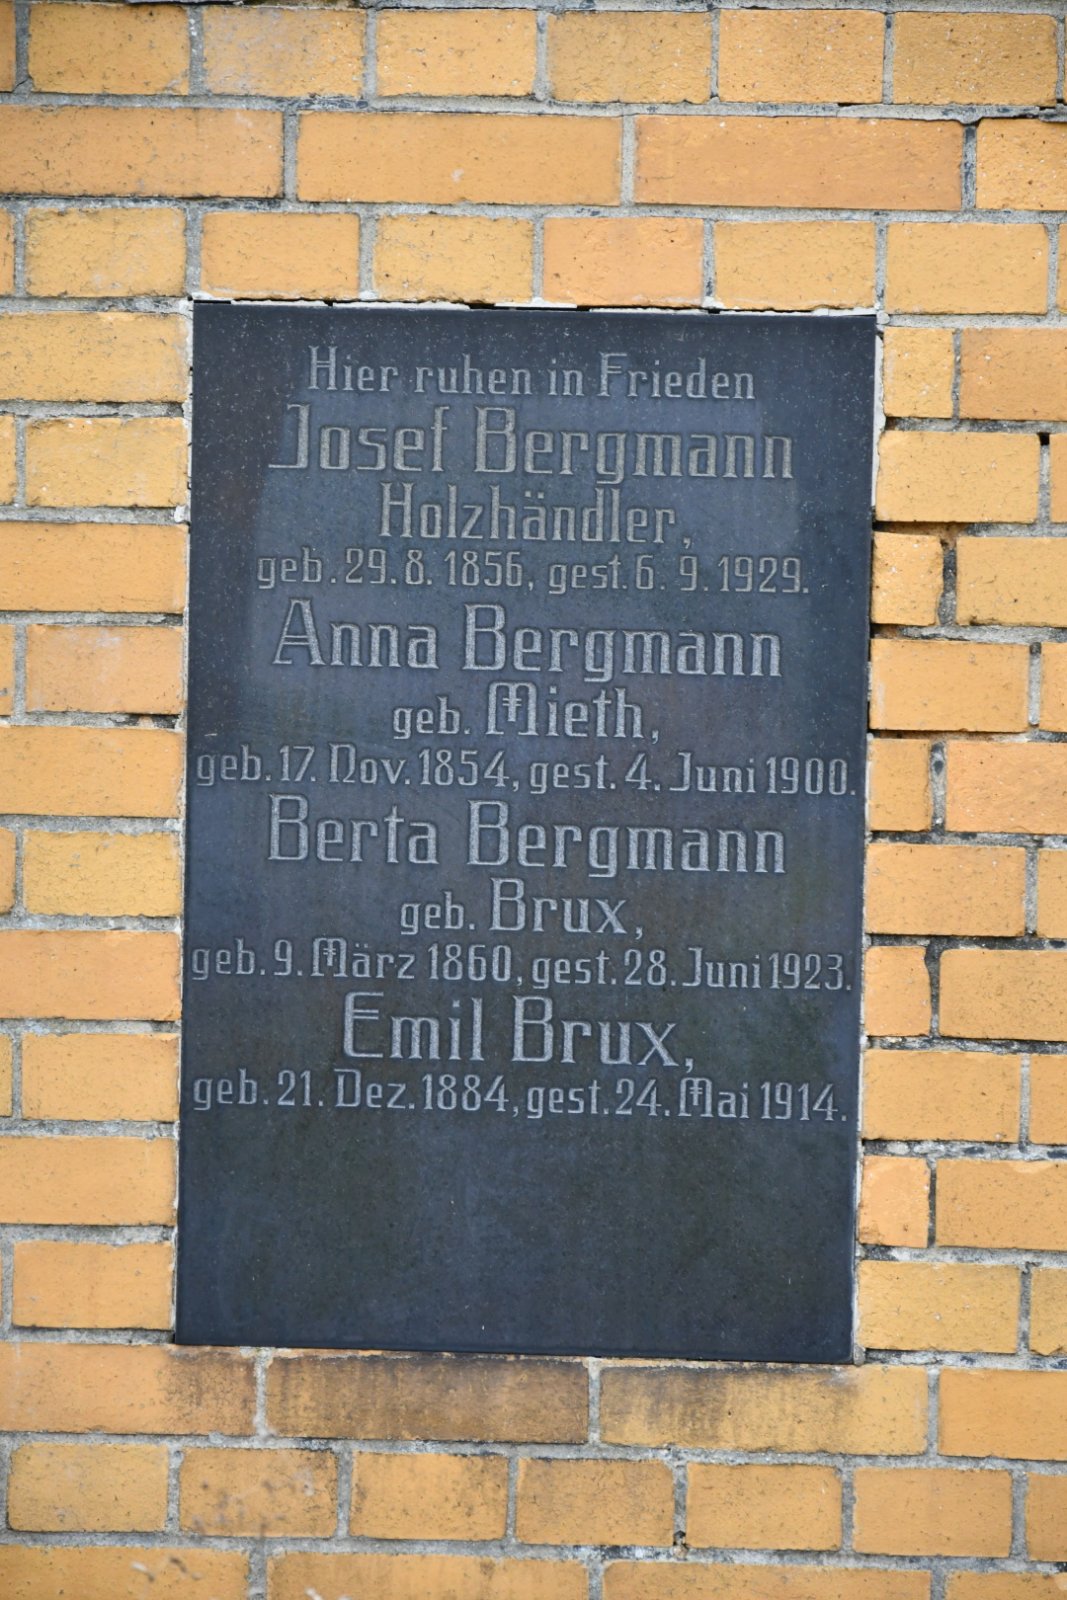 Hier ruhen in Frieden
Josef Bergmann
Holzhändler,
geb. 29. 8. 1856, gest. 6. 9. 1929.
Anna Bergmann
geb. Mieth,
geb. 17. Nov. 1854, gest. 4. Juni 1900.
Berta Bergmann
geb. Brux,
geb. 9. März 1860, gest. 28. Juni 1923.
Emil Brux,
geb. 21. Dez. 1884, gest. 24. Mai 1914.